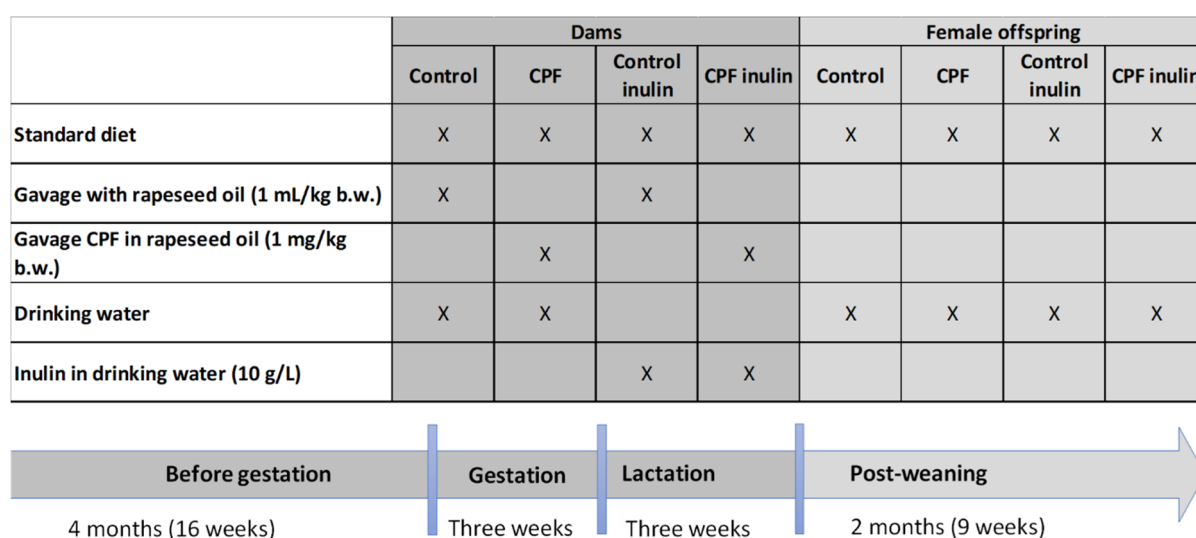 Dams Female offspring
Control CPF Control inulin CPF inulin Control CPF Control inulin CPF inulin
Standard diet X X X X X X X X
Gavage with rapeseed oil (1 mL/kg b.w.) X X
Gavage CPF in rapeseed oil (1 mg/kg
b.w.) X X
Drinking water X X X X X X
Inulin in drinking water (10 g/L) X X
Before gestation Gestation Lactation Post-weaning
4 months (16 weeks) Three weeks Three weeks 2 months (9 weeks)